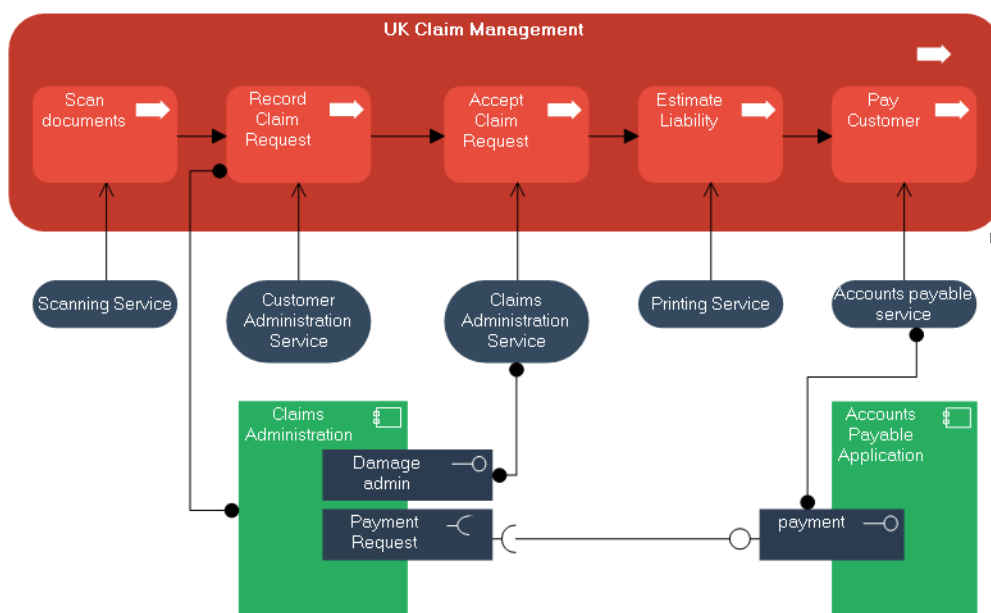 UK Claim Management
Scan
documents
Record
Claim
Request
Accept
Claim
Request
Estimate
Liability
Pay
Customer
Scanning Service
Customer
Administration
Service
Claims
Administration
Service
Printing Service
Accounts payable
service
Claims
Administration
Damage
admin
Payment
Request
Accounts
Payable
Application
payment